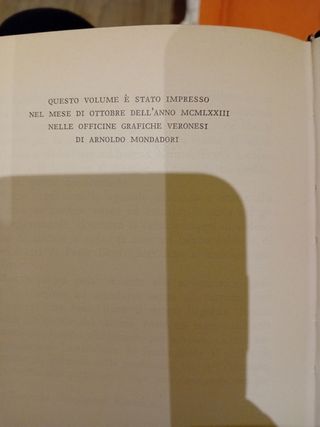 QUESTO VOLUME È STATO IMPRESSO
NEL MESE DI OTTOBRE DELL'ANNO MCMLXXIII
NELLE OFFICINE GRAFICHE VERONESI
DI ARNOLDO MONDADORI